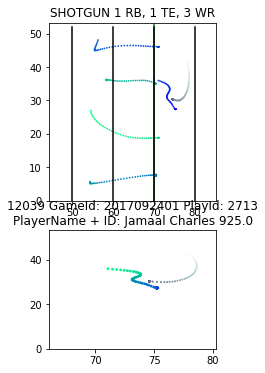 SHOTGUN 1 RB, 1 TE, 3 WR
50
40
30
20
10
0
50 60 70 80
12039 GameId: 2017092401 PlayId: 2713
PlayerName + ID: Jamaal Charles 925.0
40
20
0
70 75 80